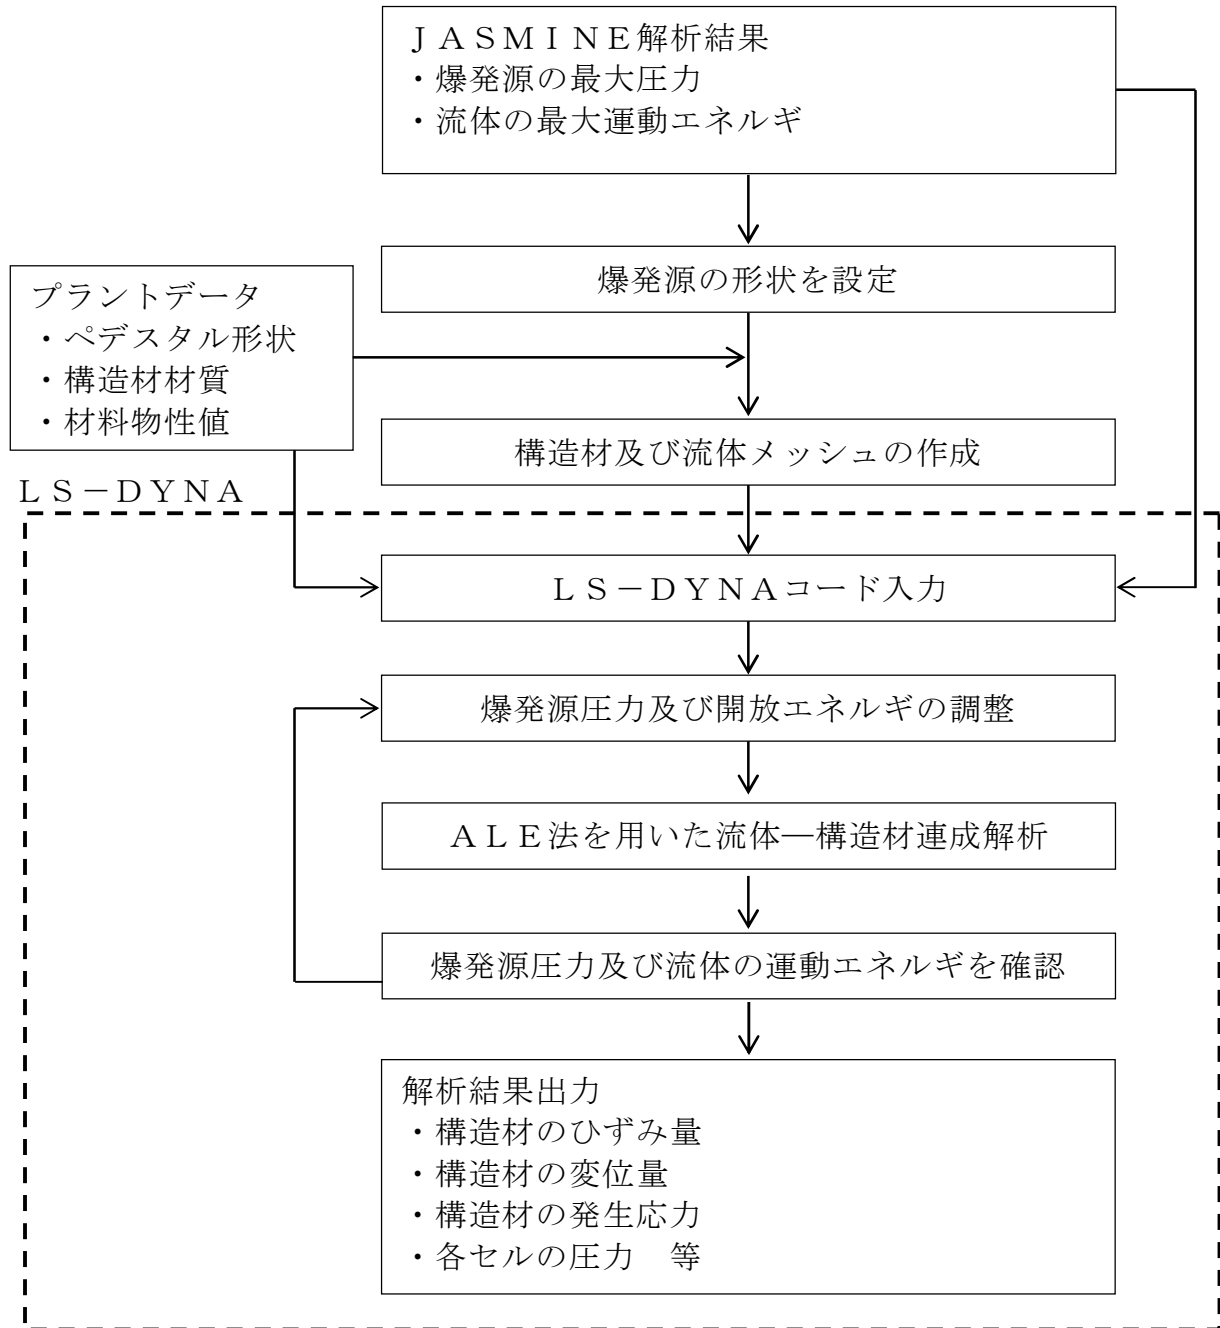 ＪＡＳＭＩＮＥ解析結果
・爆発源の最大圧力
・流体の最大運動エネルギ
爆発源の形状を設定
プラントデータ
・ペデスタル形状
・構造材材質
・材料物性値
構造材及び流体メッシュの作成
ＬＳ－ＤＹＮＡ
ＬＳ－ＤＹＮＡコード入力
爆発源圧力及び開放エネルギの調整
ＡＬＥ法を用いた流体―構造材連成解析
爆発源圧力及び流体の運動エネルギを確認
解析結果出力
・構造材のひずみ量
・構造材の変位量
・構造材の発生応力
・各セルの圧力　等